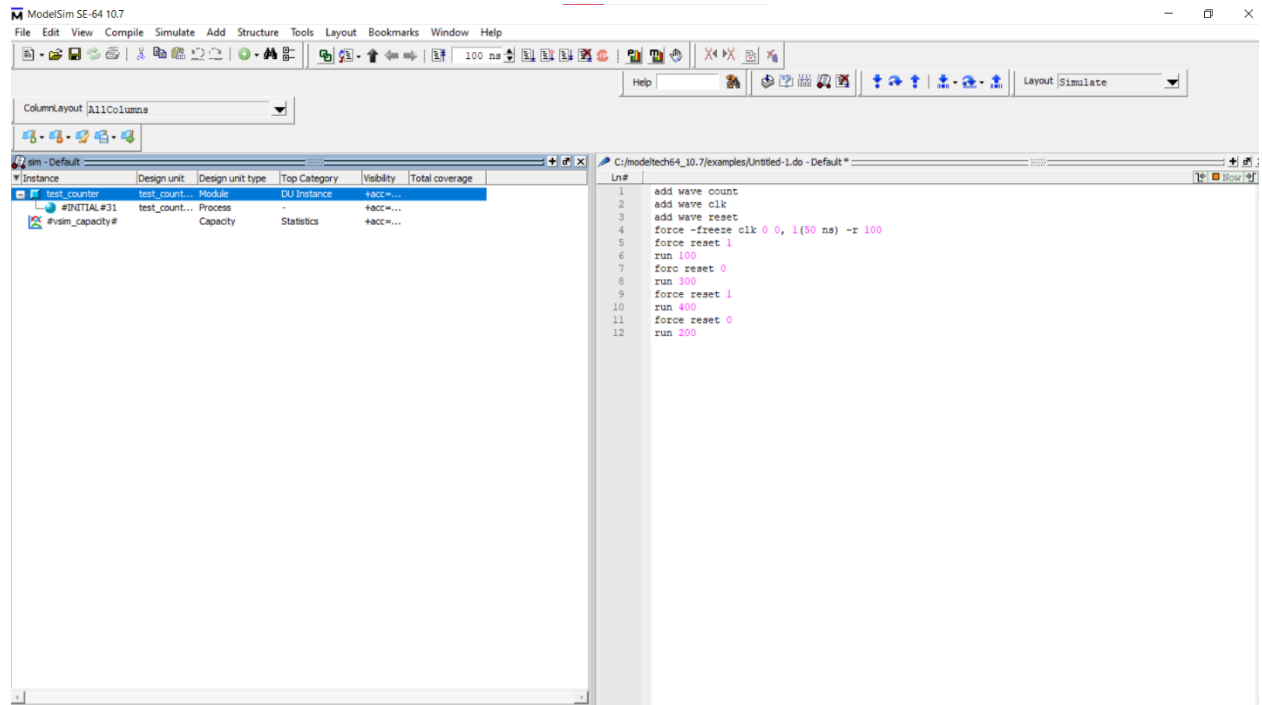 ModelSim SE-64 10.7
File Edit View Compile Simulate Add Structure Tools Layout Bookmarks Window Help
100 ns
Help
Layout Simulate
ColumnLayout AllColumns
sim - Default
Instance Design unit Design unit type Top Category Visibility Total coverage
test_counter test_count... Module DU Instance +acc=...
#INITIAL#31 test_count... Process - +acc=...
#vsim_capacity# Capacity Statistics +acc=...
C:/modeltech64_10.7/examples/Untitled-1.do - Default *
Ln#
Now
1 add wave count
2 add wave clk
3 add wave reset
4 force -freeze clk 0 0, 1(50 ns) -r 100
5 force reset 1
6 run 100
7 forc reset 0
8 run 300
9 force reset 1
10 run 400
11 force reset 0
12 run 200